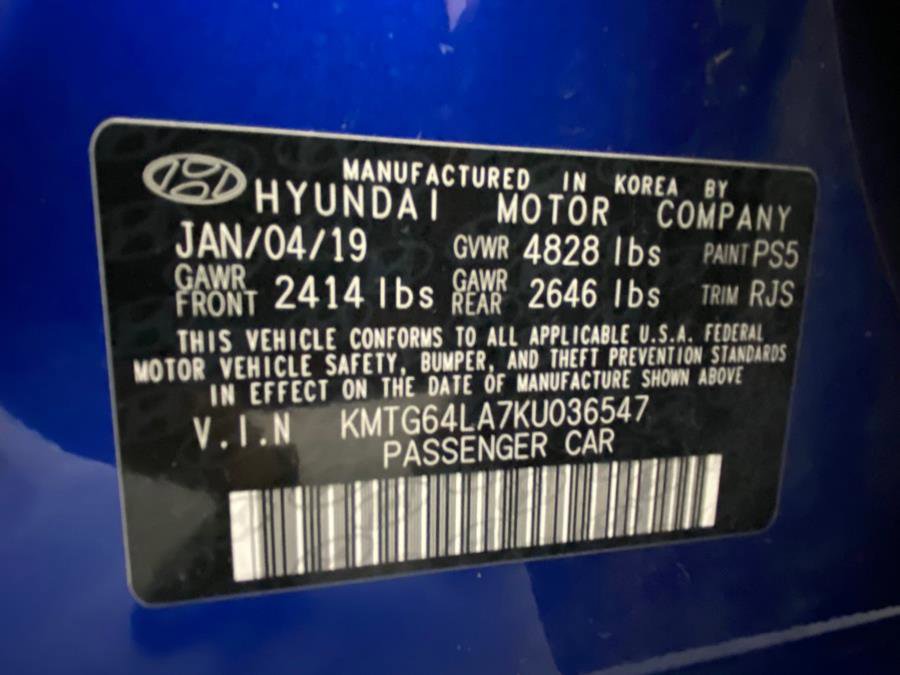 MANUFACTURED IN KOREA BY
HYUNDAI MOTOR COMPANY
JAN/04/19 GVWR 4828 lbs PAINT PS5
GAWR FRONT 2414 lbs GAWR REAR 2646 lbs TRIM RJS
THIS VEHICLE CONFORMS TO ALL APPLICABLE U.S.A. FEDERAL
MOTOR VEHICLE SAFETY, BUMPER, AND THEFT PREVENTION STANDARDS
IN EFFECT ON THE DATE OF MANUFACTURE SHOWN ABOVE
V.I.N KMTG64LA7KU036547
PASSENGER CAR